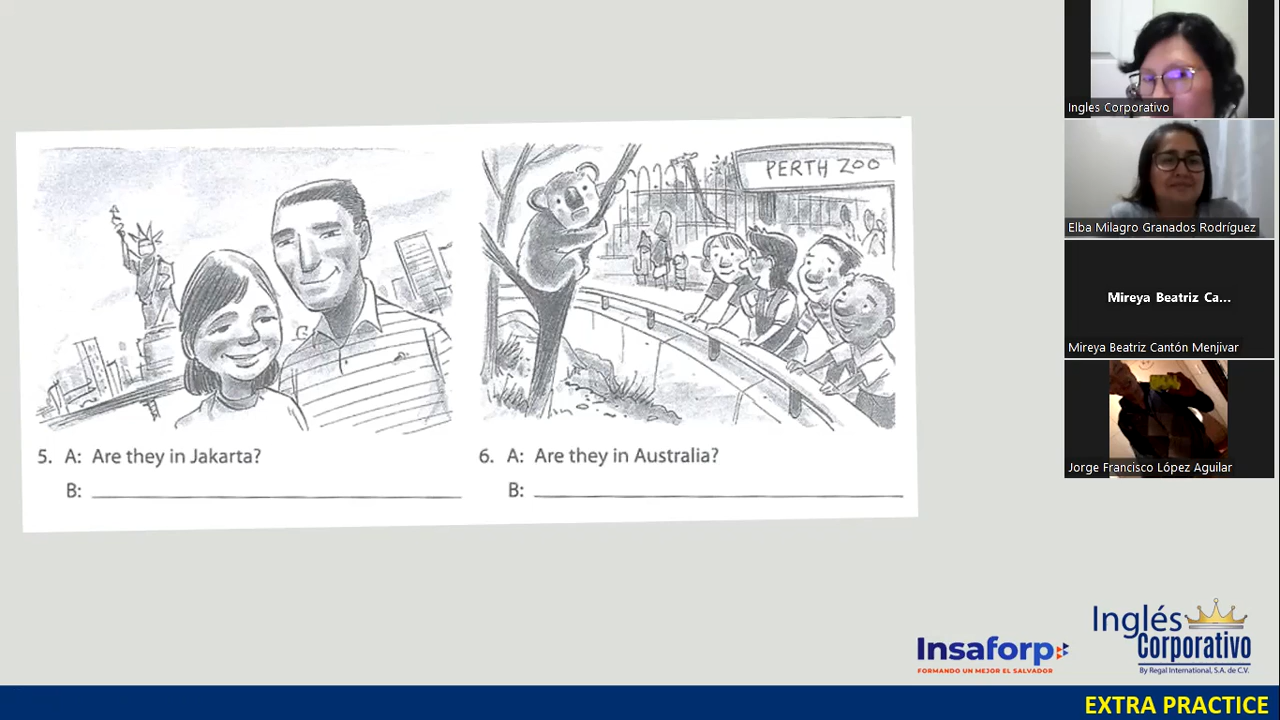 PERTH ZOO
5. A: Are they in Jakarta?
B:
6. A: Are they in Australia?
B:
Ingles Corporativo
Elba Milagro Granados Rodríguez
Mireya Beatriz Ca...
Mireya Beatriz Cantón Menjivar
Jorge Francisco López Aguilar
Insaforp
FORMANDO UN MEJOR EL SALVADOR
Inglés
Corporativo
By Regal International, S.A. de C.V.
EXTRA PRACTICE